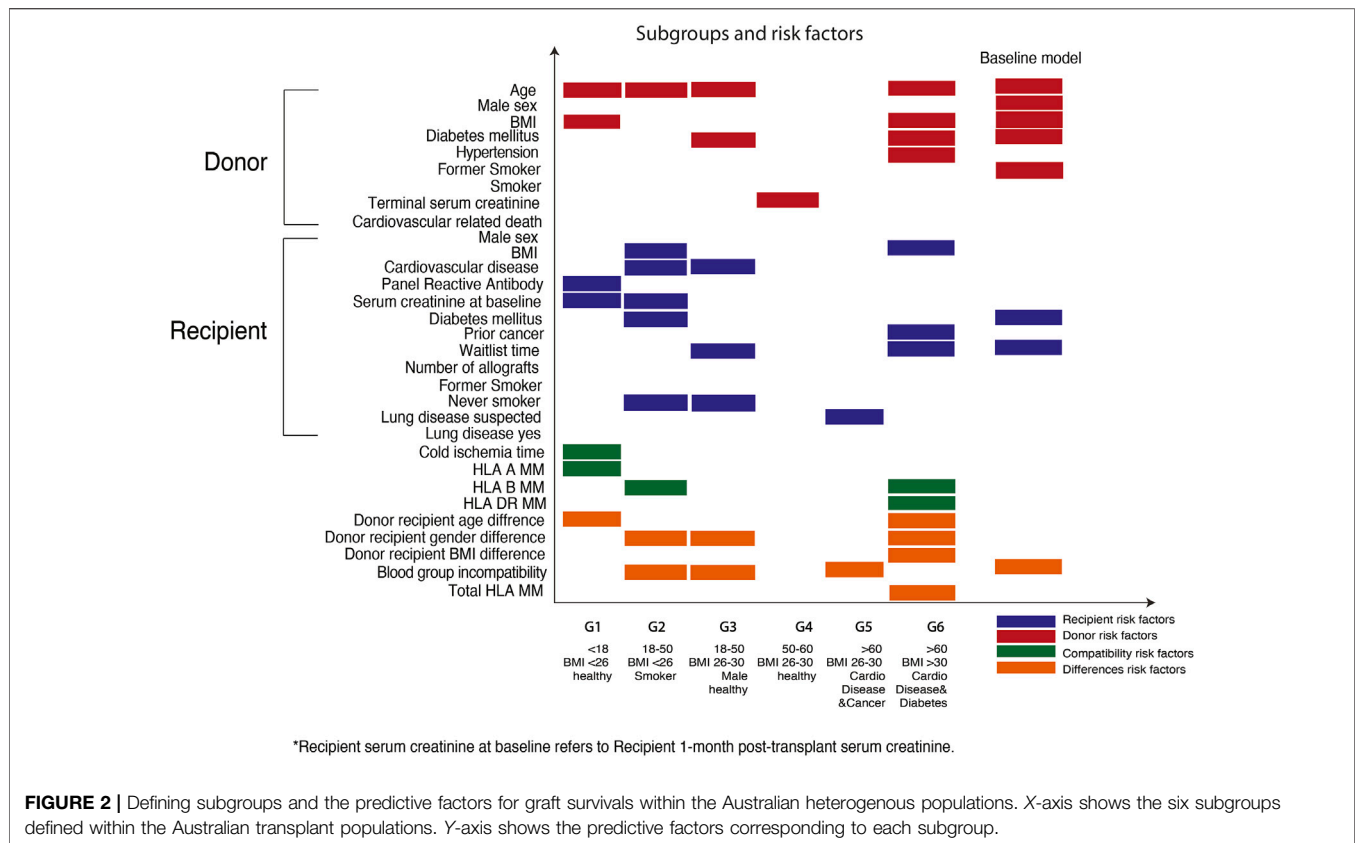 Subgroups and risk factors
Baseline model
Donor
Age
Male sex
BMI
Diabetes mellitus
Hypertension
Former Smoker
Smoker
Terminal serum creatinine
Cardiovascular related death
Recipient
Male sex
BMI
Cardiovascular disease
Panel Reactive Antibody
Serum creatinine at baseline
Diabetes mellitus
Prior cancer
Waitlist time
Number of allografts
Former Smoker
Never smoker
Lung disease suspected
Lung disease yes
Cold ischemia time
HLA A MM
HLA B MM
HLA DR MM
Donor recipient age diffrence
Donor recipient gender difference
Donor recipient BMI difference
Blood group incompatibility
Total HLA MM
G1
<18
BMI <26
healthy
G2
18-50
BMI <26
Smoker
G3
18-50
BMI 26-30
Male
healthy
G4
50-60
BMI 26-30
healthy
G5
>60
BMI 26-30
Cardio
Disease
&Cancer
G6
>60
BMI >30
Cardio
Disease&
Diabetes
Recipient risk factors
Donor risk factors
Compatibility risk factors
Differences risk factors
*Recipient serum creatinine at baseline refers to Recipient 1-month post-transplant serum creatinine.
FIGURE 2 | Defining subgroups and the predictive factors for graft survivals within the Australian heterogenous populations. X-axis shows the six subgroups
defined within the Australian transplant populations. Y-axis shows the predictive factors corresponding to each subgroup.